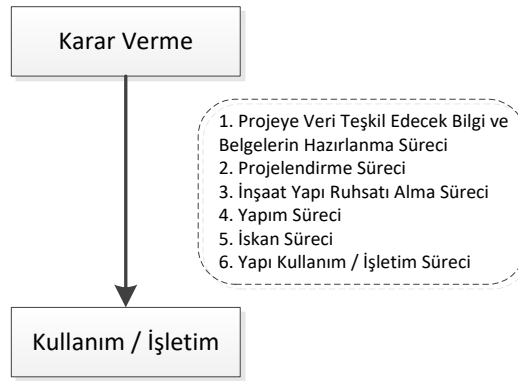 Karar Verme
1. Projeye Veri Teşkil Edecek Bilgi ve
Belgelerin Hazırlanma Süreci
2. Projelendirme Süreci
3. İnşaat Yapı Ruhsatı Alma Süreci
4. Yapım Süreci
5. İskan Süreci
6. Yapı Kullanım / İşletim Süreci
Kullanım / İşletim